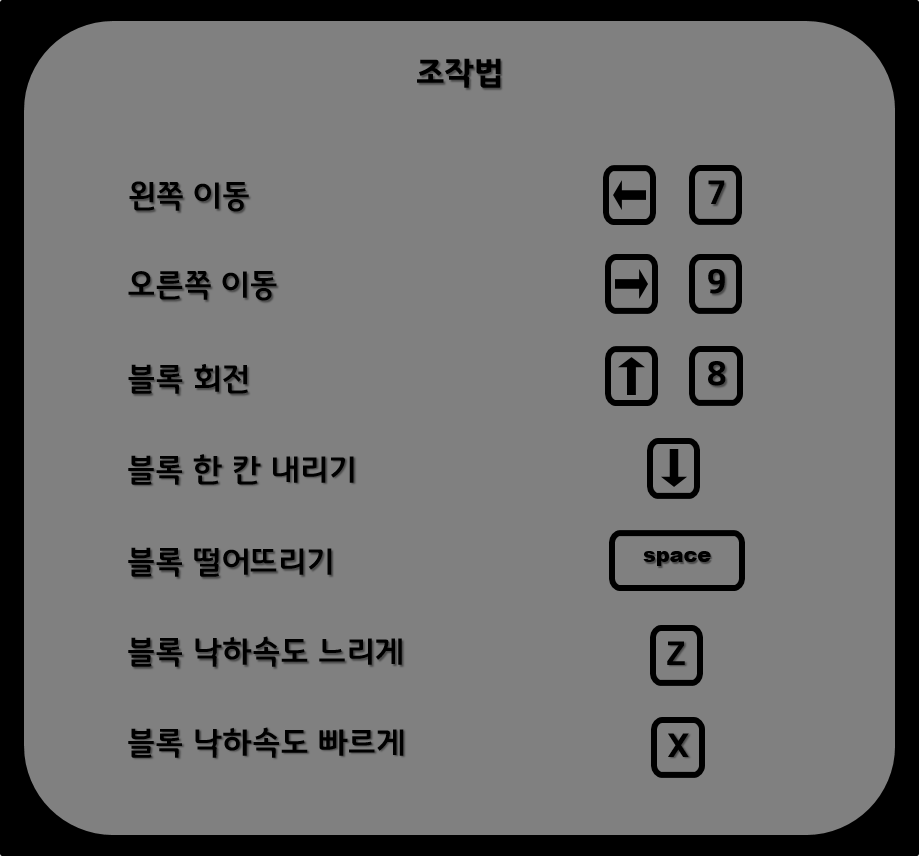 조작법
왼쪽 이동 ← 7
오른쪽 이동 → 9
블록 회전 ↑ 8
블록 한 칸 내리기 ↓
블록 떨어뜨리기 space
블록 낙하속도 느리게 Z
블록 낙하속도 빠르게 X